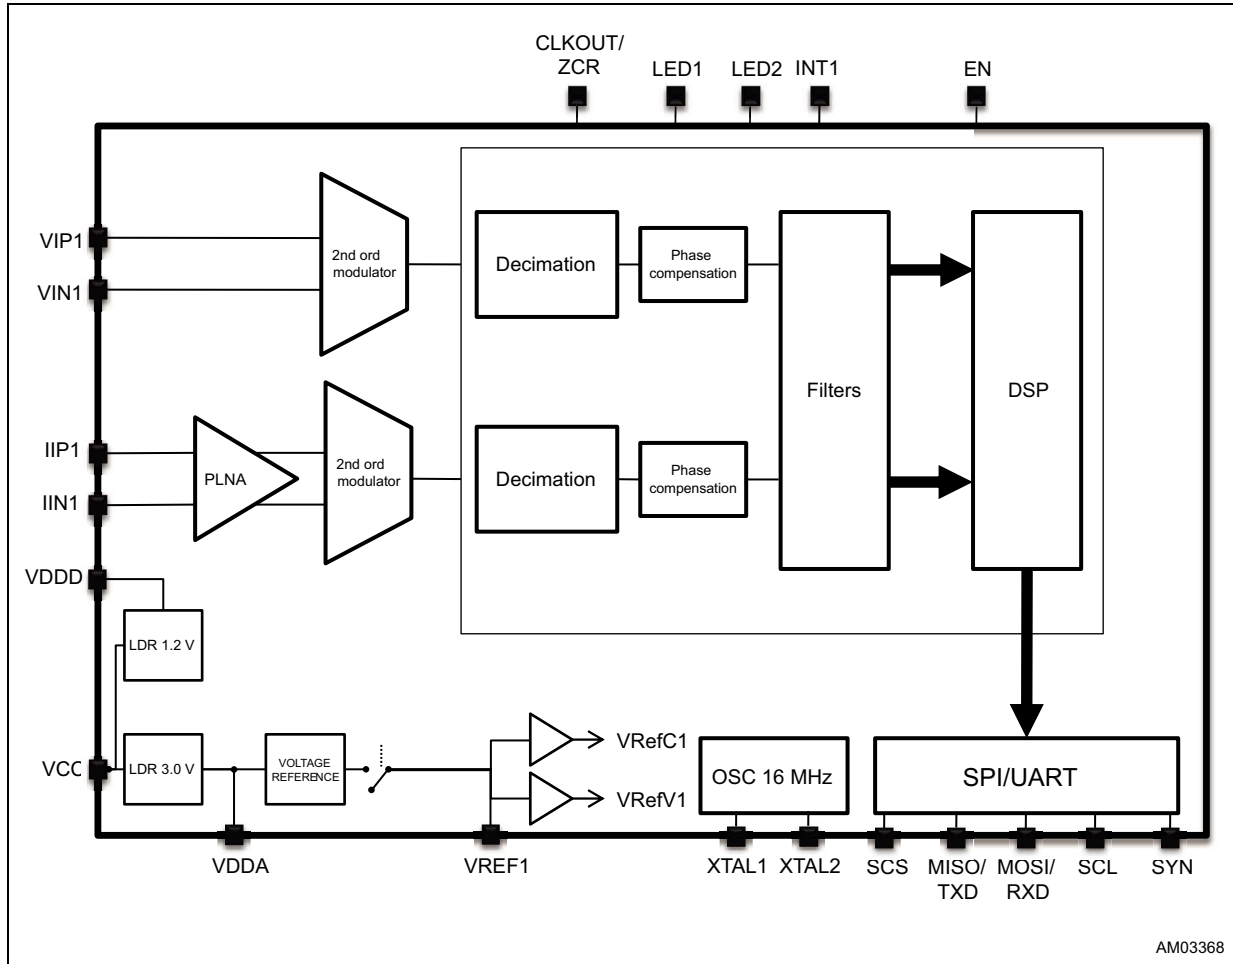 CLKOUT/
ZCR
LED1
LED2
INT1
EN
VIP1
VIN1
2nd ord
modulator
Decimation
Phase
compensation
Filters
DSP
IIP1
IIN1
PLNA
2nd ord
modulator
Decimation
Phase
compensation
VDDD
LDR 1.2 V
VCC
LDR 3.0 V
VOLTAGE
REFERENCE
VRefC1
VRefV1
OSC 16 MHz
SPI/UART
VDDA
VREF1
XTAL1
XTAL2
SCS
MISO/
TXD
MOSI/
RXD
SCL
SYN
AM03368